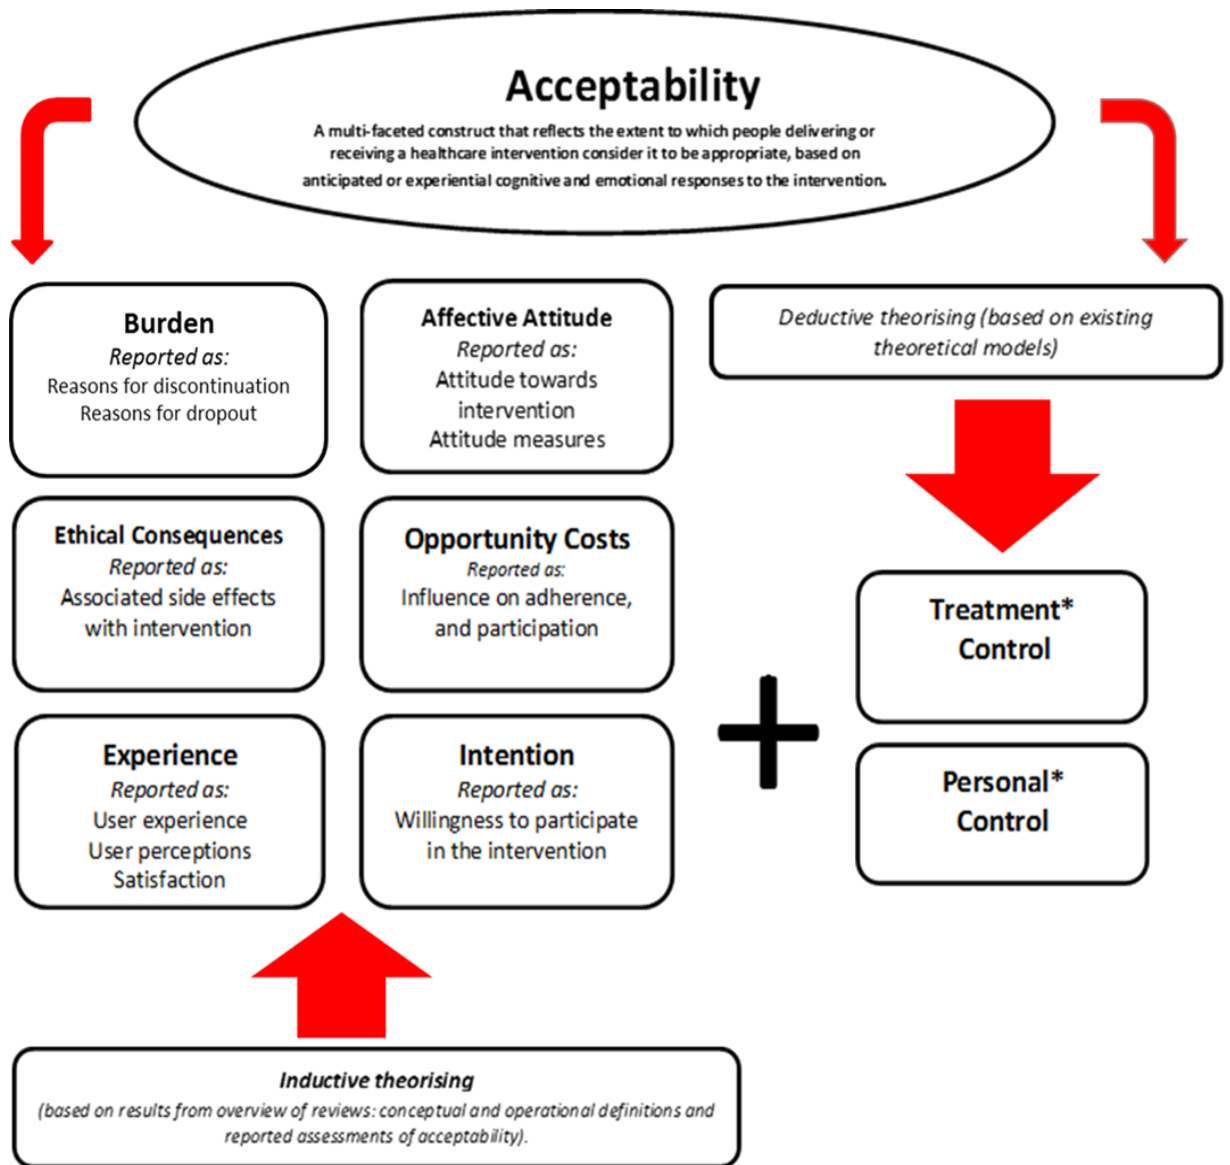 Acceptability
A multi-faceted construct that reflects the extent to which people delivering or
receiving a healthcare intervention consider it to be appropriate, based on
anticipated or experiential cognitive and emotional responses to the intervention.
Burden
Reported as:
Reasons for discontinuation
Reasons for dropout
Affective Attitude
Reported as:
Attitude towards
intervention
Attitude measures
Deductive theorising (based on existing
theoretical models)
Ethical Consequences
Reported as:
Associated side effects
with intervention
Opportunity Costs
Reported as:
Influence on adherence,
and participation
Treatment*
Control
Experience
Reported as:
User experience
User perceptions
Satisfaction
Intention
Reported as:
Willingness to participate
in the intervention
Personal*
Control
Inductive theorising
(based on results from overview of reviews: conceptual and operational definitions and
reported assessments of acceptability).